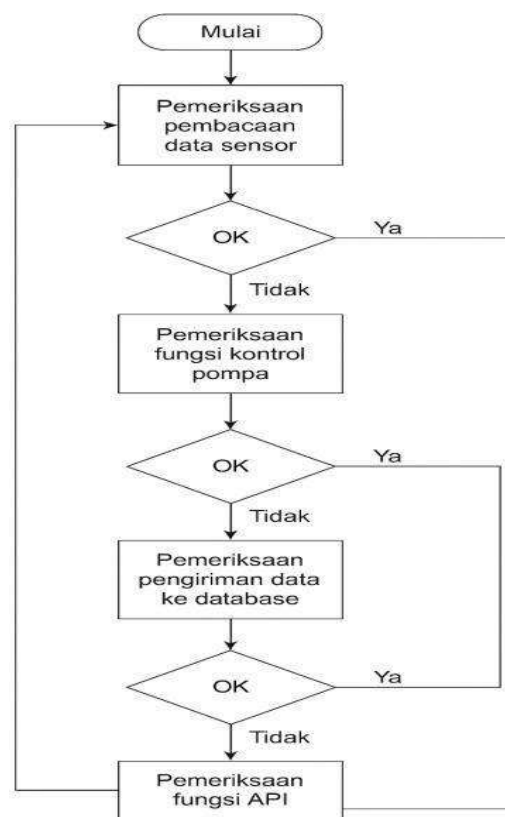 Mulai
Pemeriksaan
pembacaan
data sensor
OK
Ya
Tidak
Pemeriksaan
fungsi kontrol
pompa
OK
Ya
Tidak
Pemeriksaan
pengiriman data
ke database
OK
Ya
Tidak
Pemeriksaan
fungsi API